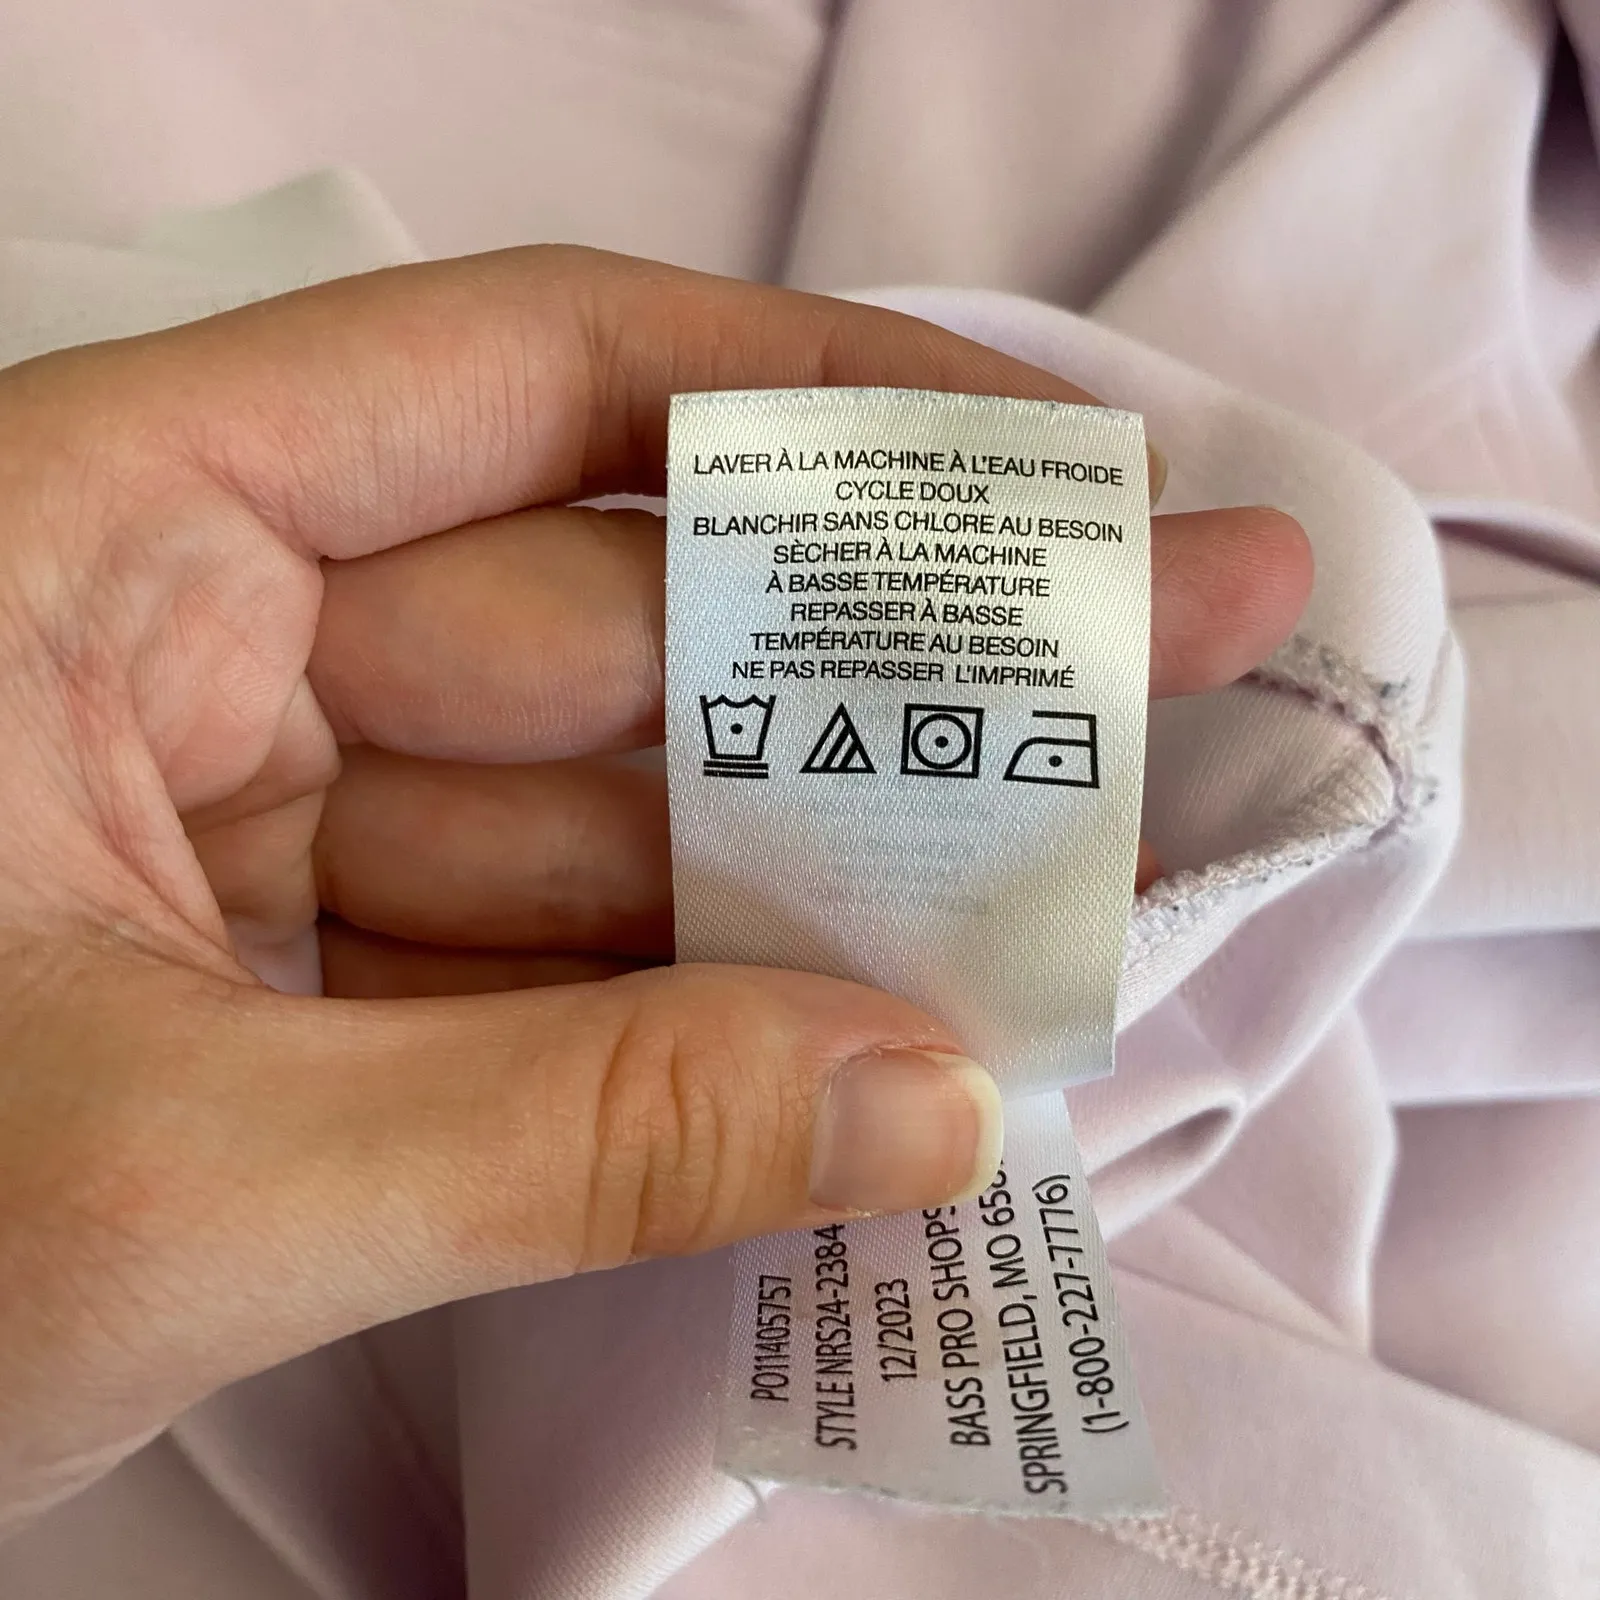 LAVER À LA MACHINE À L'EAU FROIDE
CYCLE DOUX
BLANCHIR SANS CHLORE AU BESOIN
SÈCHER À LA MACHINE
À BASSE TEMPÉRATURE
REPASSER À BASSE
TEMPÉRATURE AU BESOIN
NE PAS REPASSER L'IMPRIMÉ
PO1405757
STYLE NRS24-2384
12/2023
BASS PRO SHOPS
SPRINGFIELD, MO
(1-800-227-7776)